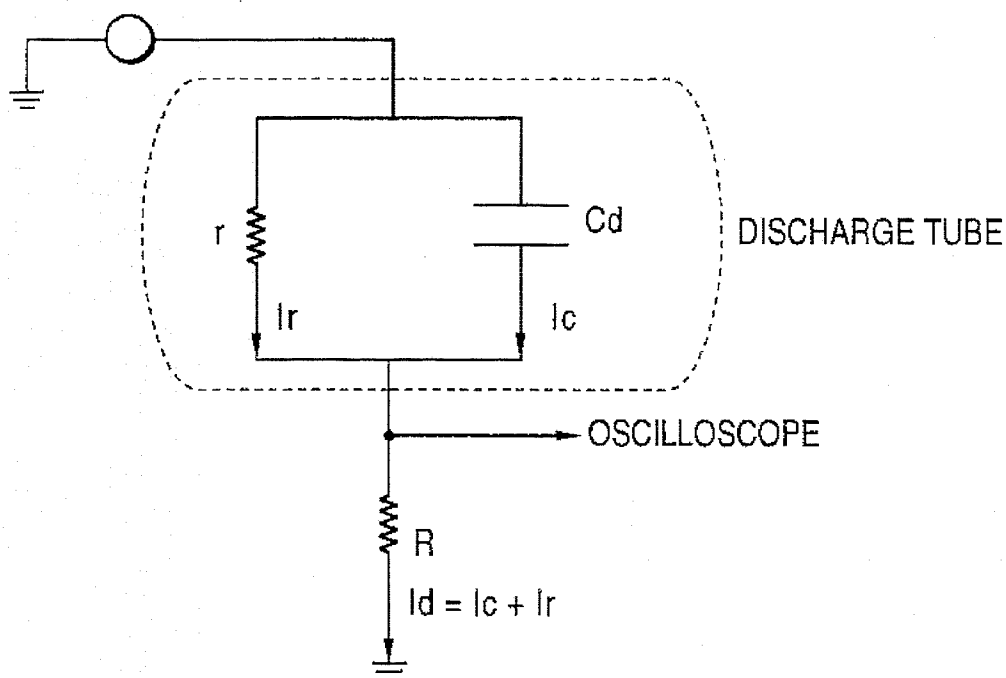 r
Cd
DISCHARGE TUBE
Ir
Ic
OSCILLOSCOPE
R
Id = Ic + Ir